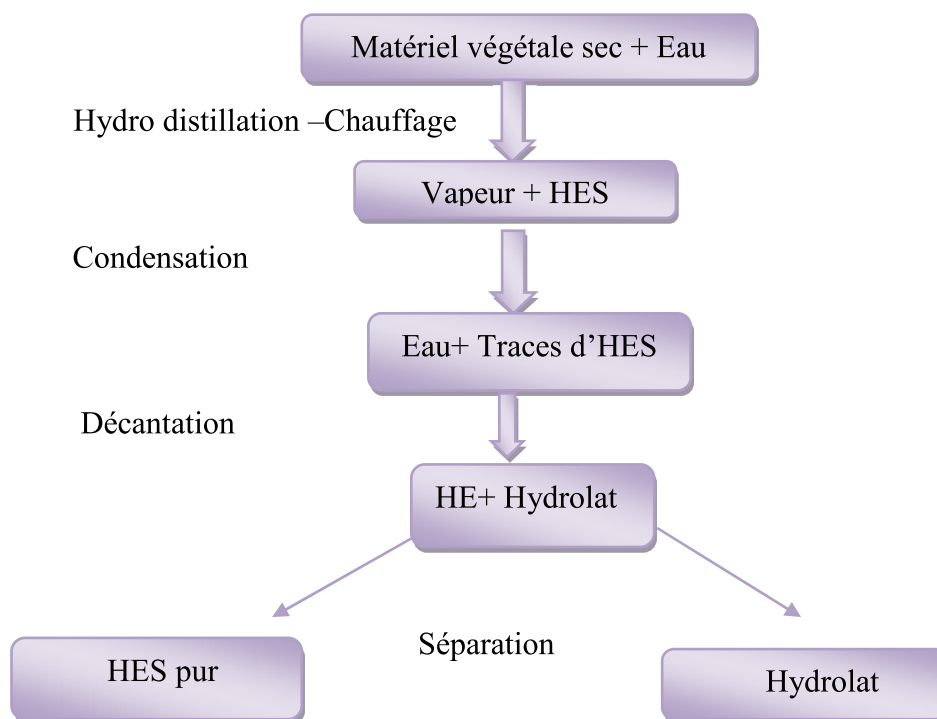 Matériel végétale sec + Eau
Hydro distillation –Chauffage
Vapeur + HES
Condensation
Eau+ Traces d’HES
Décantation
HE+ Hydrolat
Séparation
HES pur
Hydrolat